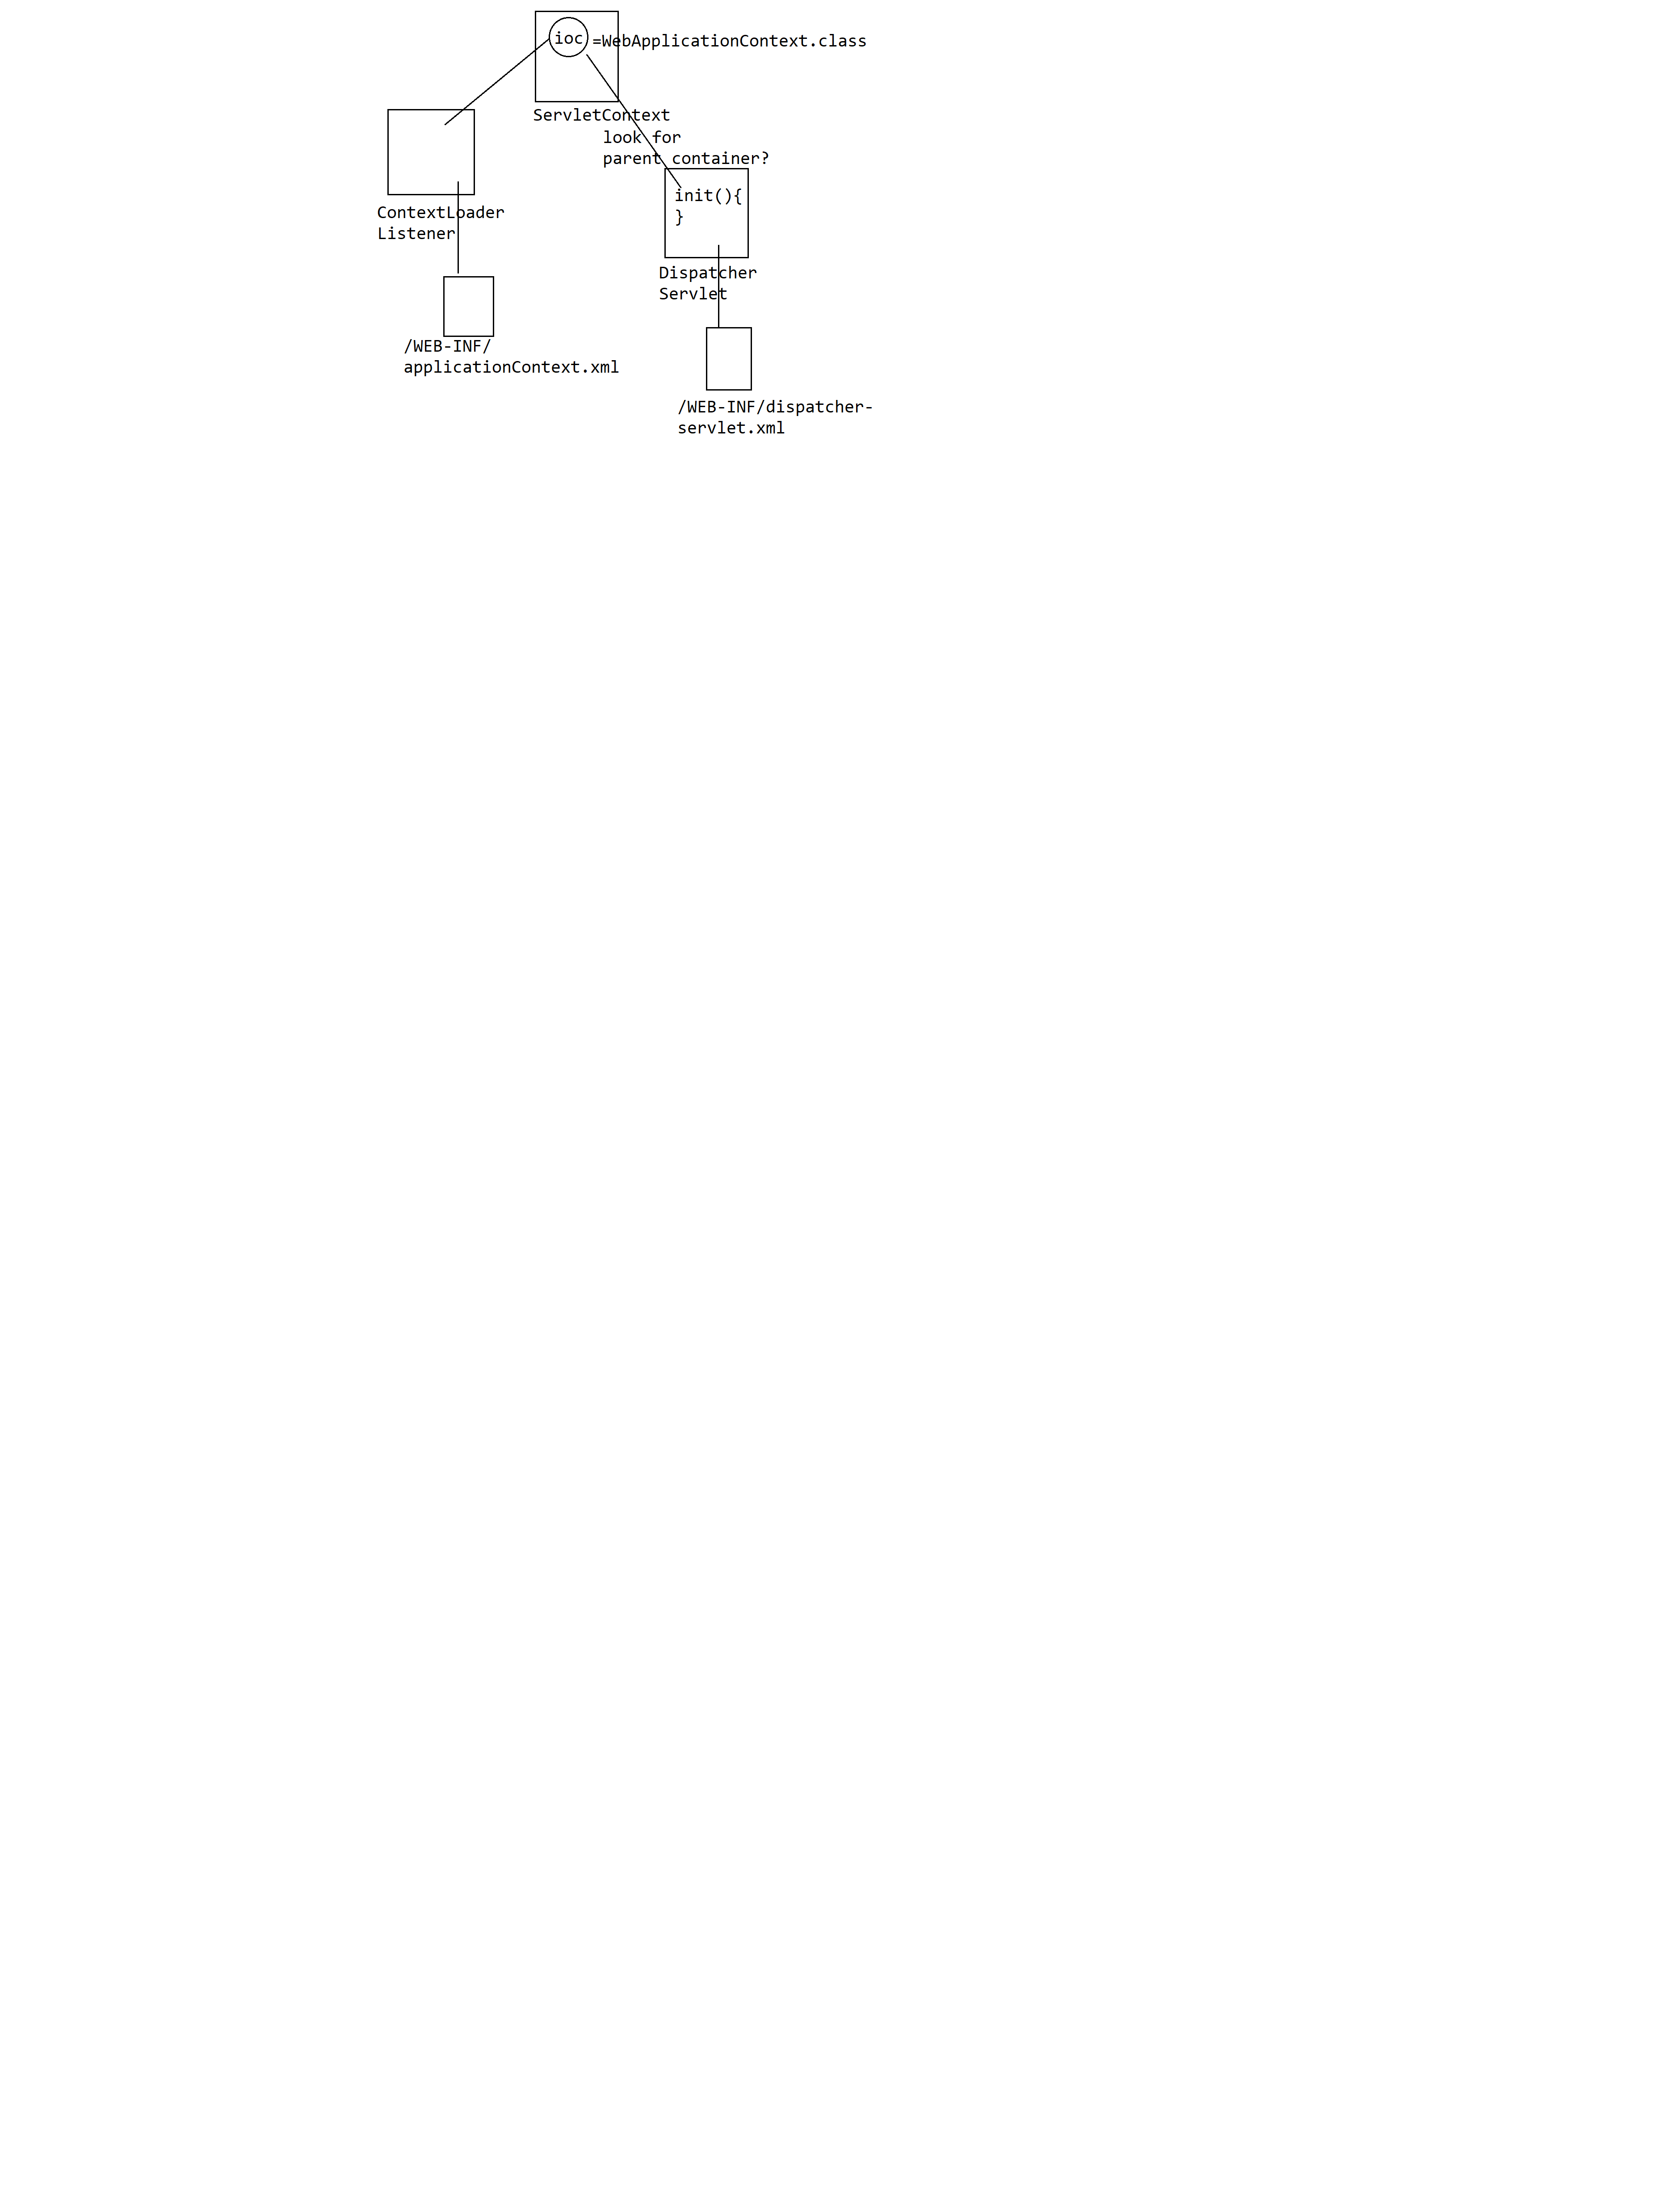 ioc
=WebApplicationContext.class
ServletContext
look for
parent container?
init(){
}
ContextLoader
Listener
Dispatcher
Servlet
/WEB-INF/
applicationContext.xml
/WEB-INF/dispatcher-
servlet.xml